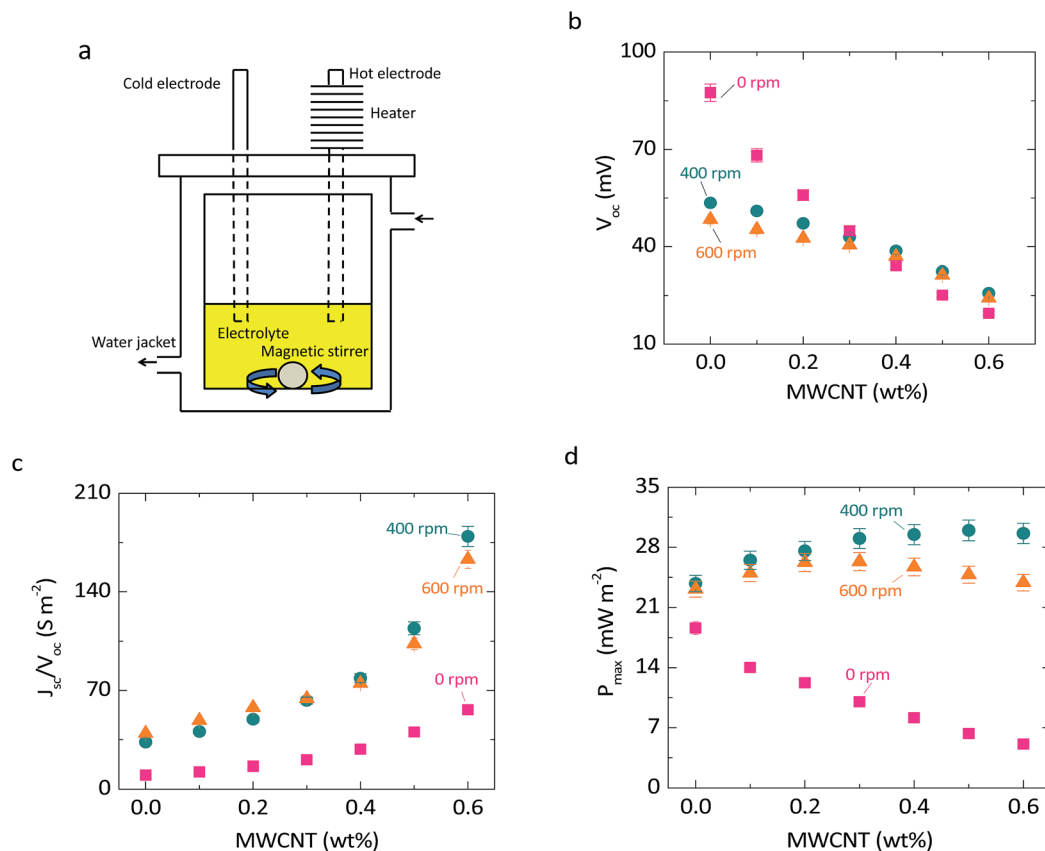 a
Cold electrode
Hot electrode
Heater
Water jacket
Electrolyte
Magnetic stirrer
b
100
70
40
10
V_oc (mV)
0 rpm
400 rpm
600 rpm
0.0 0.2 0.4 0.6
MWCNT (wt%)
c
210
140
70
0
J_sc/V_oc (S m⁻²)
400 rpm
600 rpm
0 rpm
0.0 0.2 0.4 0.6
MWCNT (wt%)
d
35
28
21
14
7
0
P_max (mW m⁻²)
400 rpm
600 rpm
0 rpm
0.0 0.2 0.4 0.6
MWCNT (wt%)